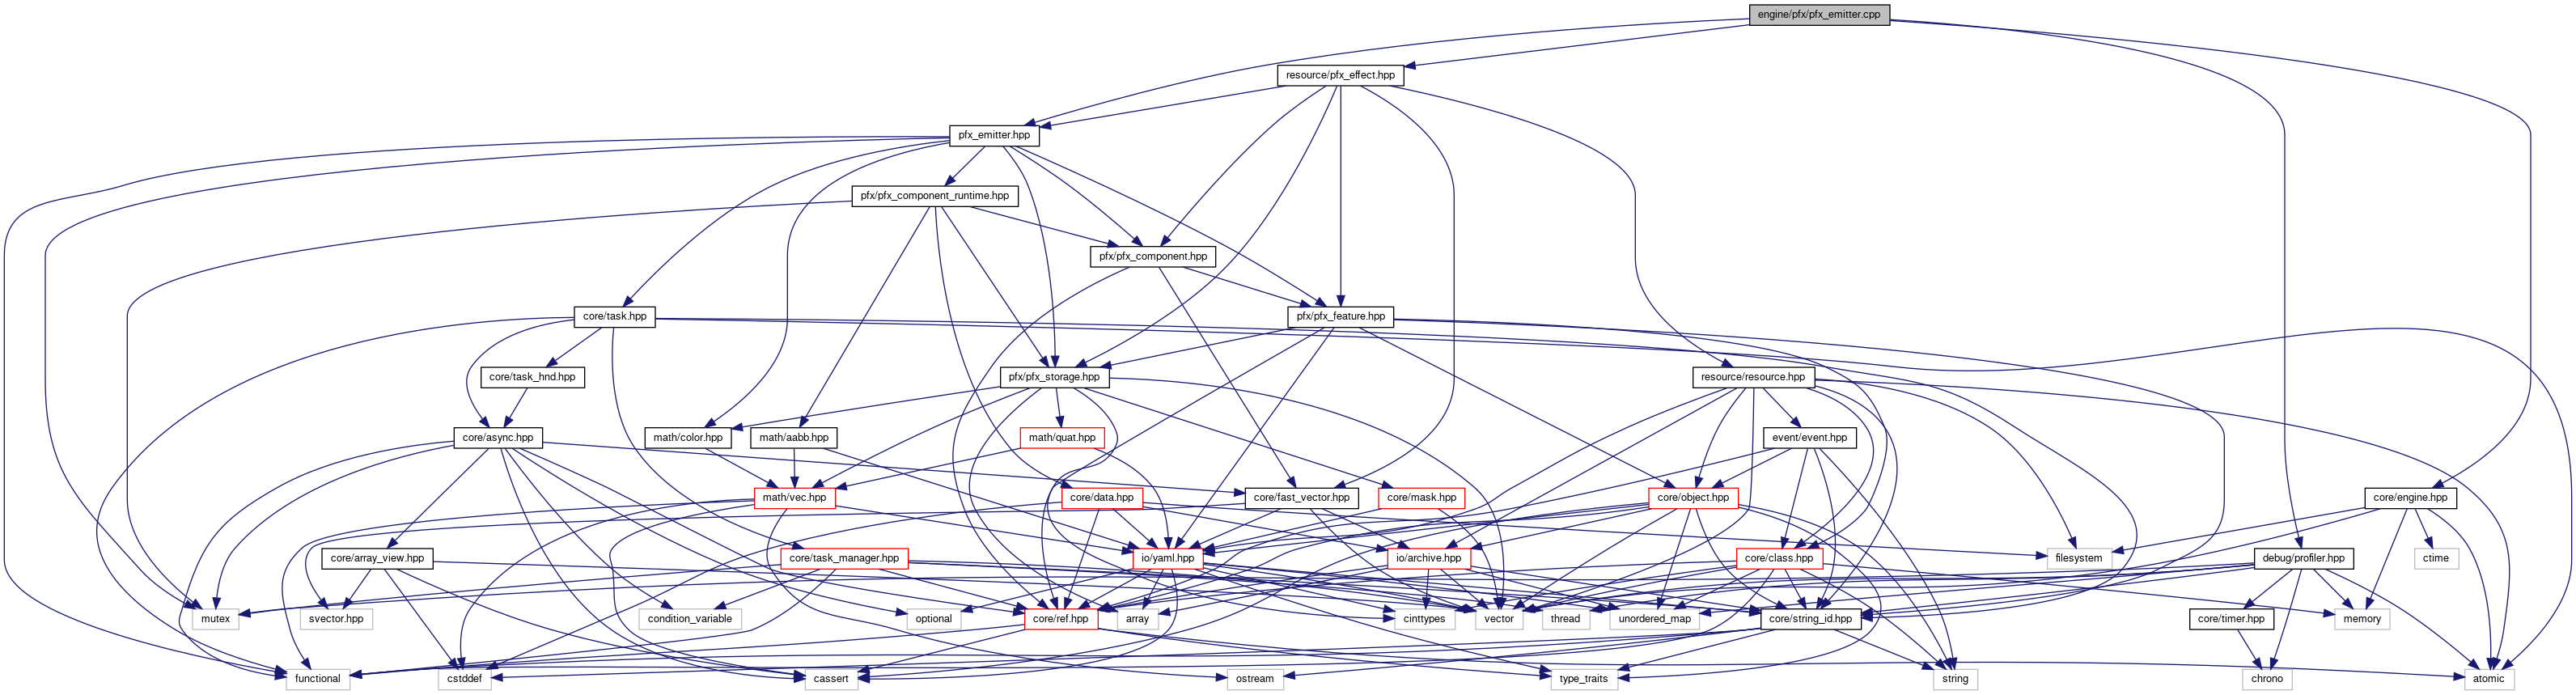 engine/pfx/pfx_emitter.cpp
resource/pfx_effect.hpp
pfx_emitter.hpp
pfx/pfx_component_runtime.hpp
pfx/pfx_component.hpp
core/task.hpp
pfx/pfx_feature.hpp
core/task_hnd.hpp
pfx/pfx_storage.hpp
resource/resource.hpp
core/async.hpp
math/color.hpp
math/aabb.hpp
math/quat.hpp
event/event.hpp
math/vec.hpp
core/data.hpp
core/fast_vector.hpp
core/mask.hpp
core/object.hpp
core/engine.hpp
core/array_view.hpp
core/task_manager.hpp
io/yaml.hpp
io/archive.hpp
core/class.hpp
filesystem
debug/profiler.hpp
ctime
mutex
svector.hpp
condition_variable
optional
core/ref.hpp
array
cinttypes
vector
thread
unordered_map
core/string_id.hpp
core/timer.hpp
memory
functional
cstddef
cassert
ostream
type_traits
string
chrono
atomic